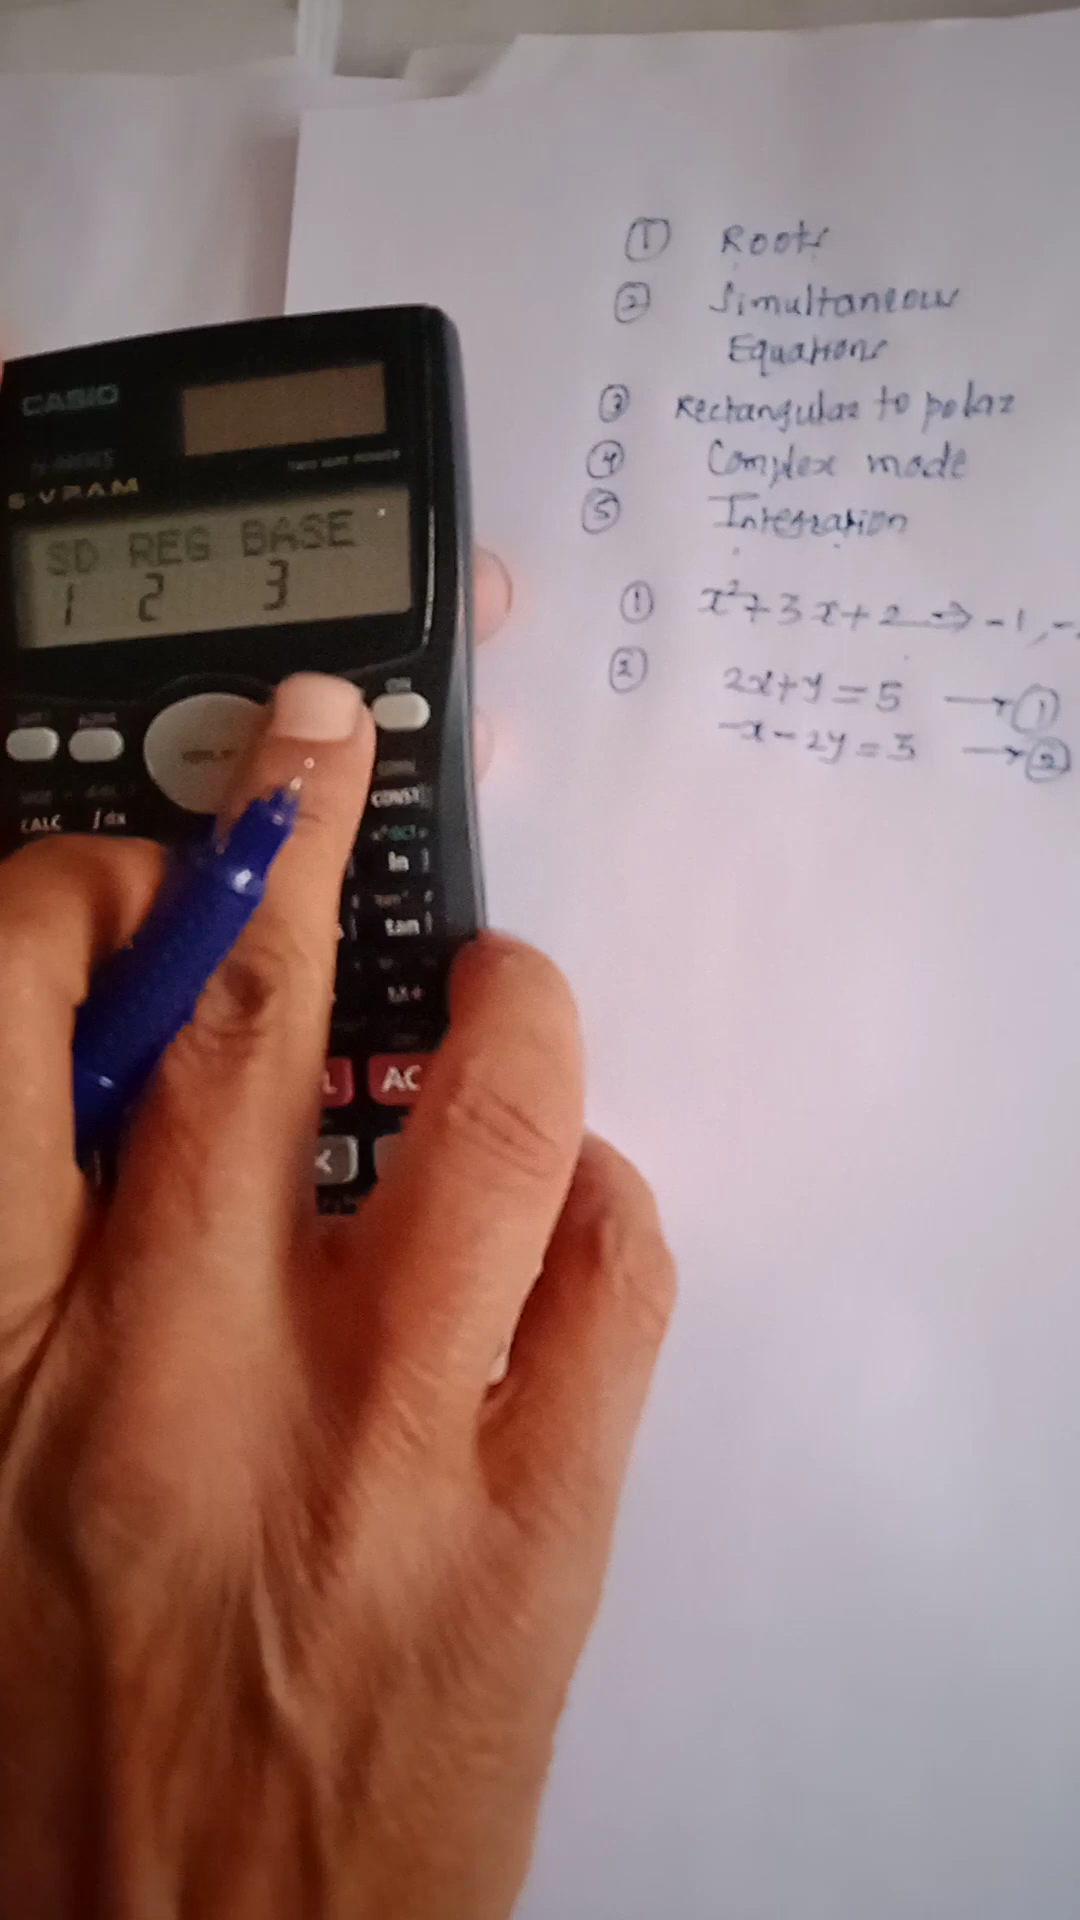 ① Roots
② Simultaneous
Equations
③ Rectangular to polar
④ Complex mode
⑤ Integration
① x²+3x+2 → -1, -
② 2x+y=5 → ①
-x-2y=3 → ②
CASIO
S-V.P.A.M.
SD REG BASE
1 2 3
ON
CALC ∫dx
CONST
ln
tan
M+
AC